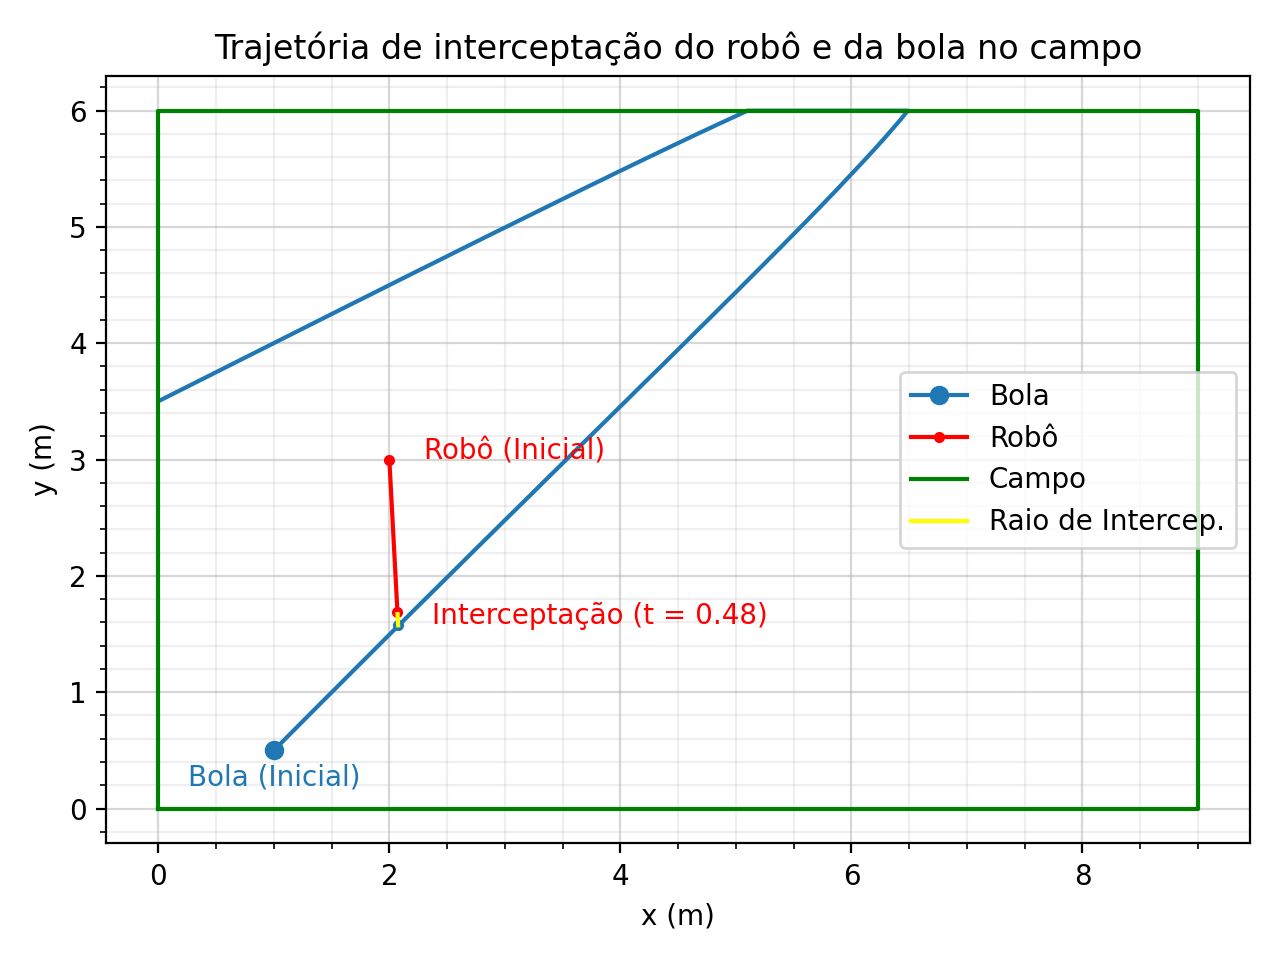 Trajetória de interceptação do robô e da bola no campo
6
5
4
3
2
1
0
y (m)
Robô (Inicial)
Interceptação (t = 0.48)
Bola (Inicial)
Bola
Robô
Campo
Raio de Intercep.
0 2 4 6 8
x (m)